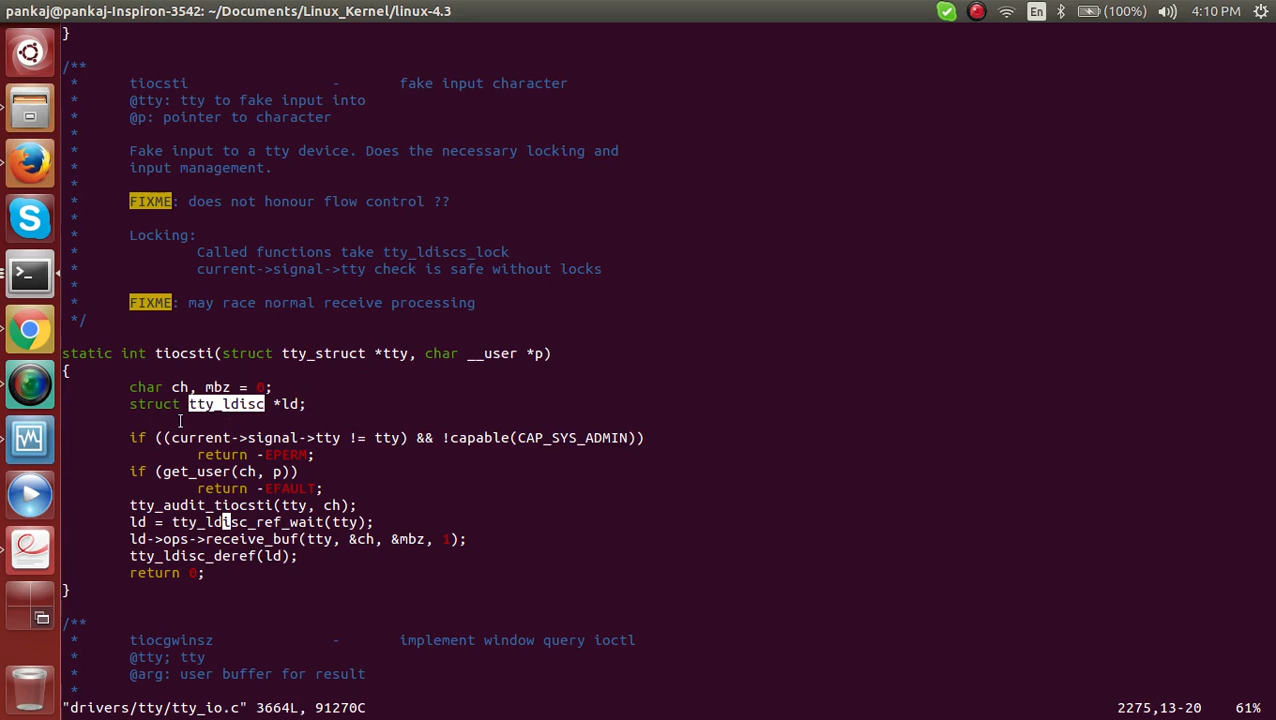 pankaj@pankaj-Inspiron-3542: ~/Documents/Linux_Kernel/linux-4.3
En
(100%)
4:10 PM
}
/**
 *      tiocsti                 -       fake input character
 *      @tty: tty to fake input into
 *      @p: pointer to character
 *
 *      Fake input to a tty device. Does the necessary locking and
 *      input management.
 *
 *      FIXME: does not honour flow control ??
 *
 *      Locking:
 *              Called functions take tty_ldiscs_lock
 *              current->signal->tty check is safe without locks
 *
 *      FIXME: may race normal receive processing
 */
static int tiocsti(struct tty_struct *tty, char __user *p)
{
        char ch, mbz = 0;
        struct tty_ldisc *ld;
        if ((current->signal->tty != tty) && !capable(CAP_SYS_ADMIN))
                return -EPERM;
        if (get_user(ch, p))
                return -EFAULT;
        tty_audit_tiocsti(tty, ch);
        ld = tty_ldisc_ref_wait(tty);
        ld->ops->receive_buf(tty, &ch, &mbz, 1);
        tty_ldisc_deref(ld);
        return 0;
}
/**
 *      tiocgwinsz              -       implement window query ioctl
 *      @tty; tty
 *      @arg: user buffer for result
 *
"drivers/tty/tty_io.c" 3664L, 91270C                2275,13-20    61%